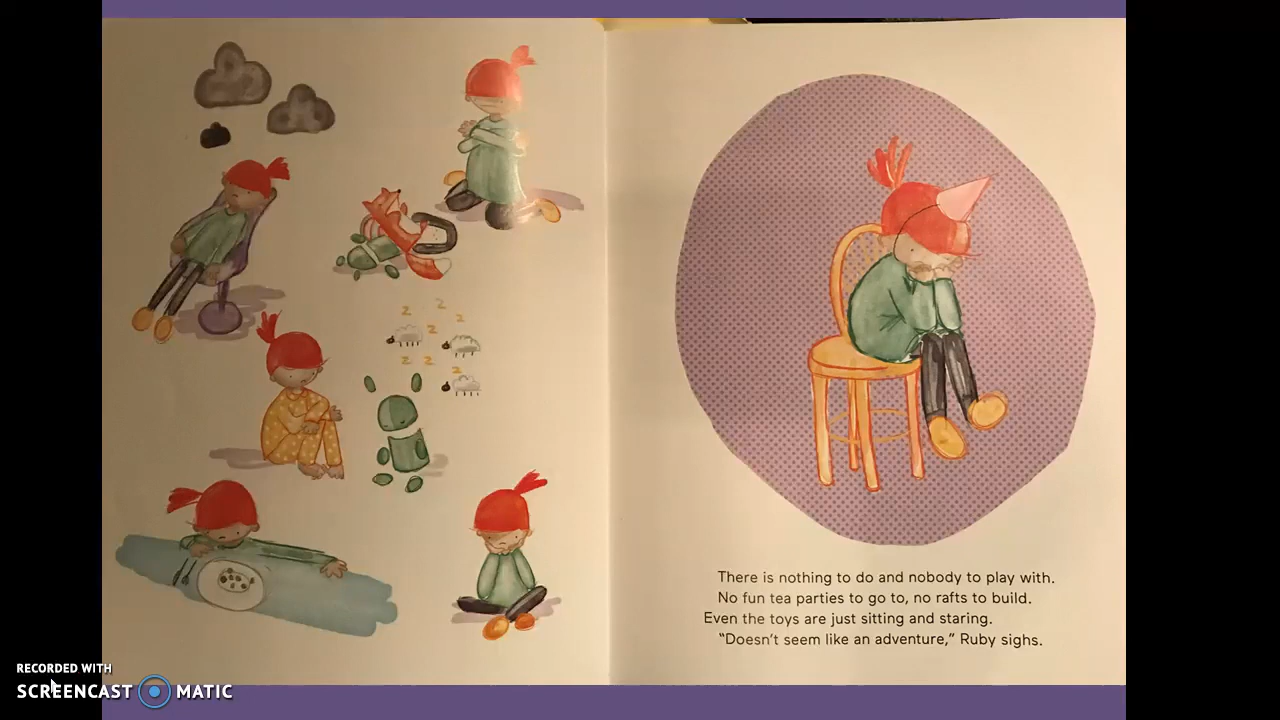 z
z
z
z
z
z
z
There is nothing to do and nobody to play with.
No fun tea parties to go to, no rafts to build.
Even the toys are just sitting and staring.
“Doesn’t seem like an adventure,” Ruby sighs.
RECORDED WITH
SCREENCAST MATIC